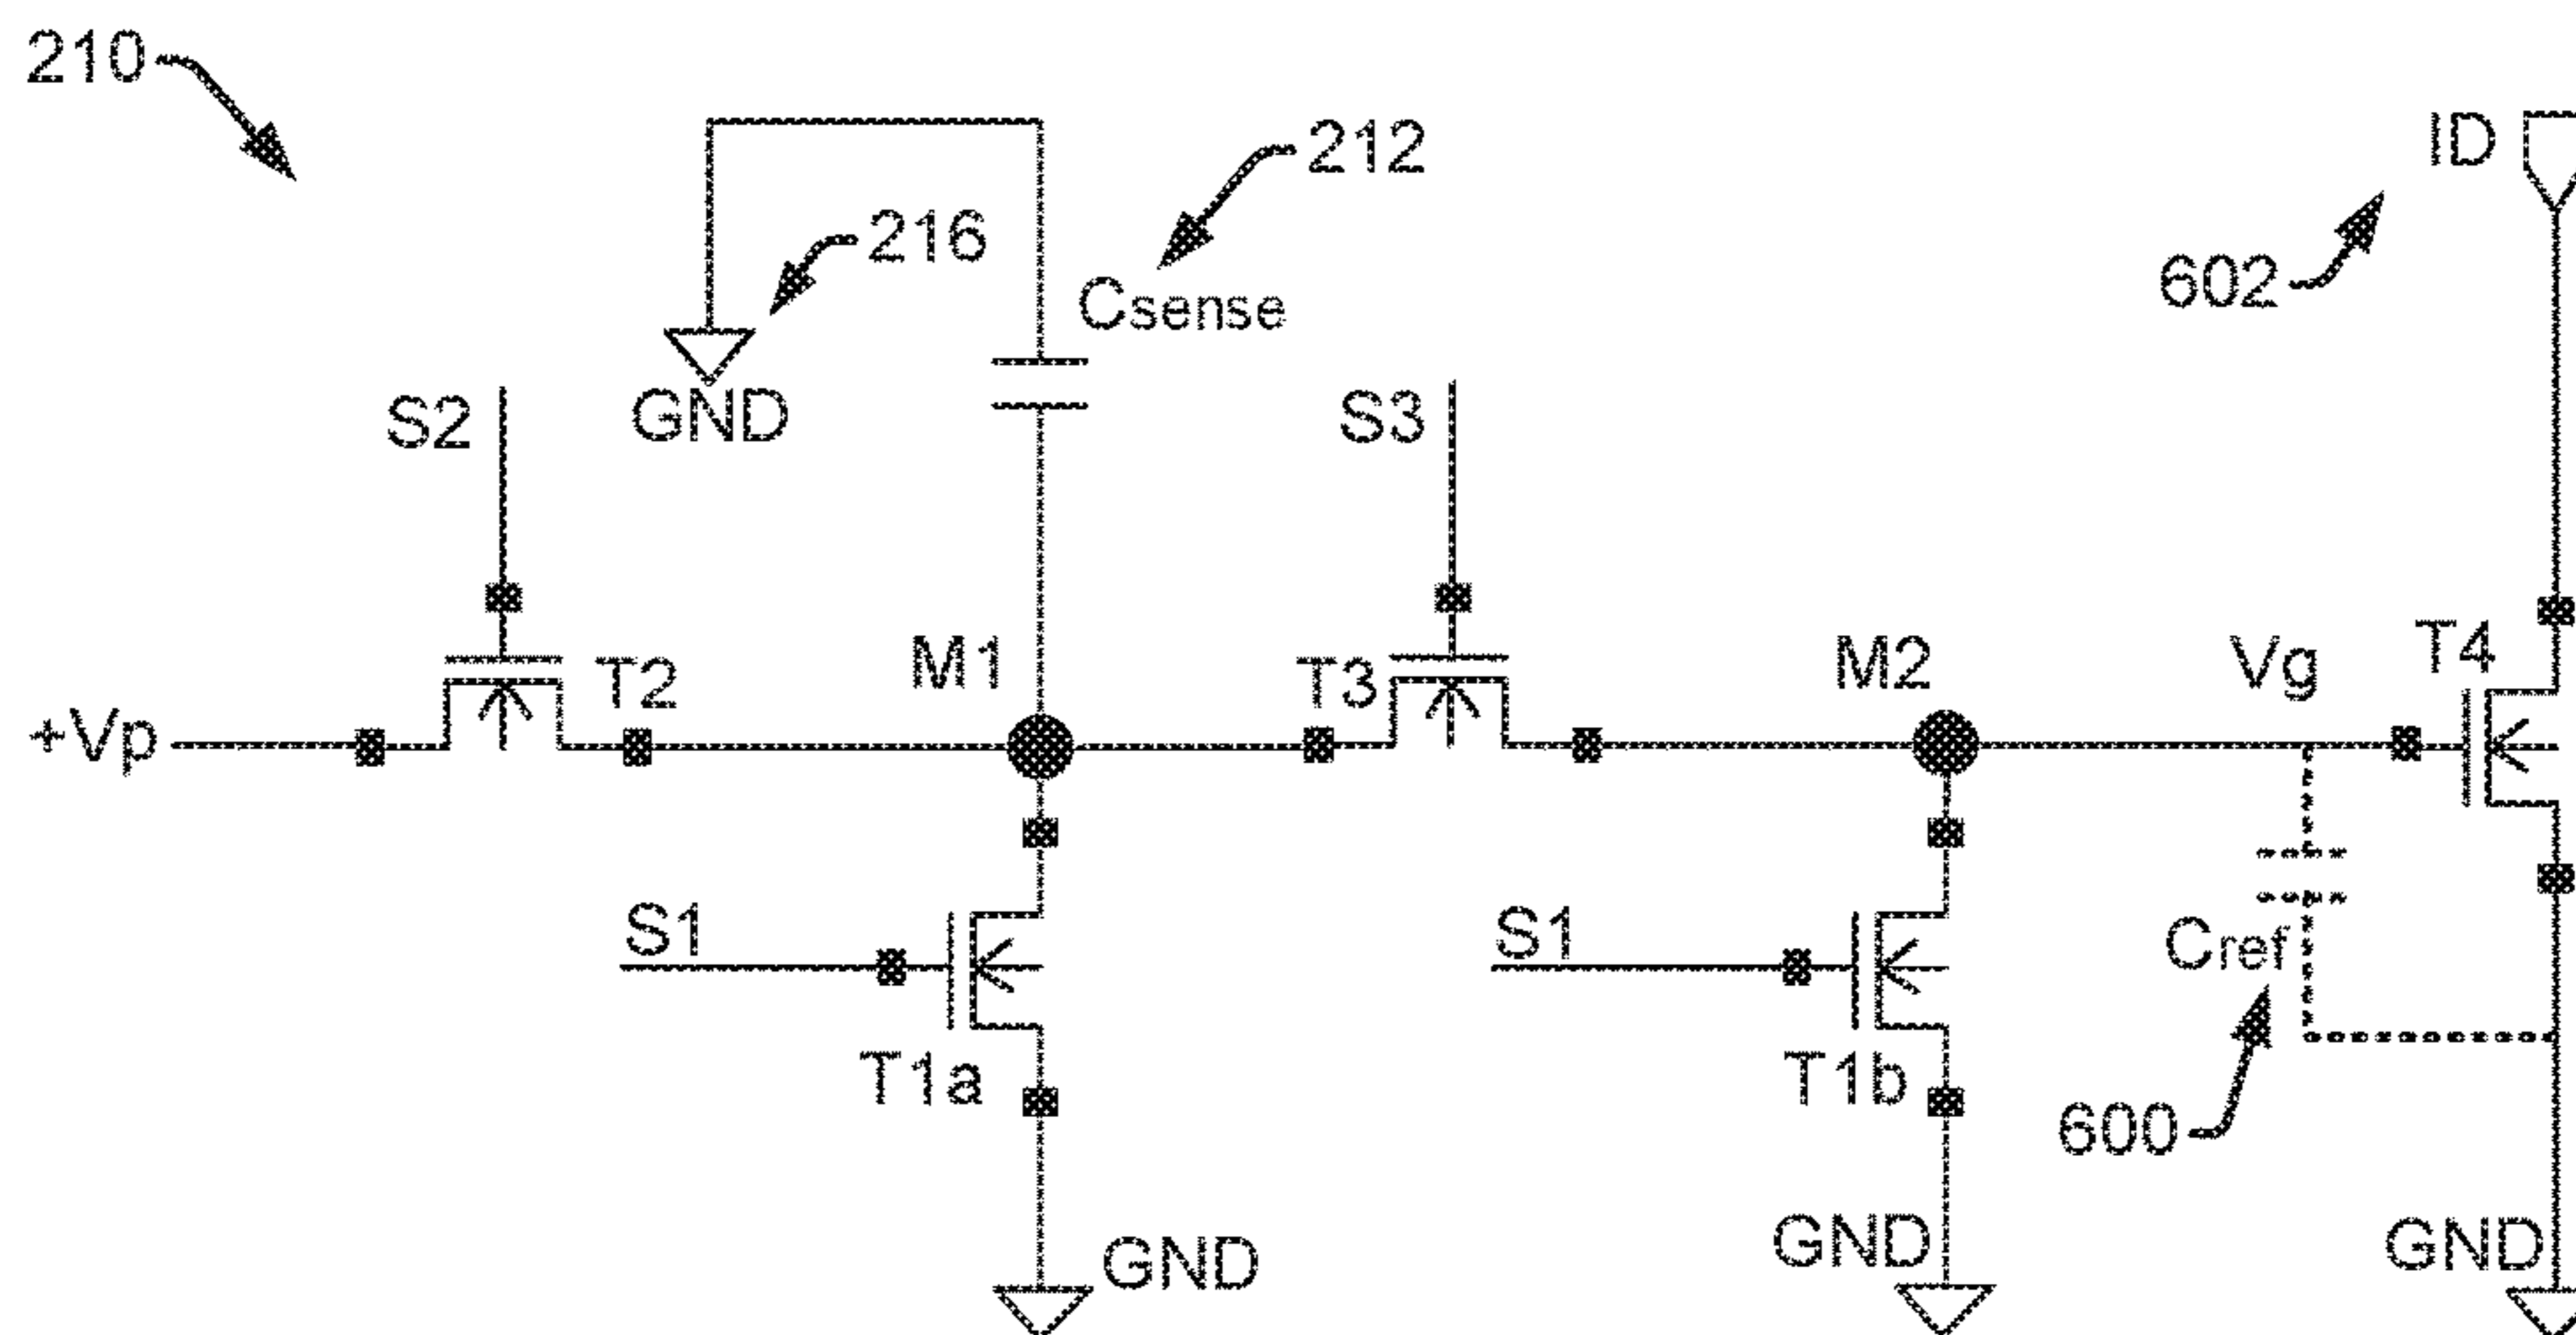 210
212
ID
216
602
Csense
GND
S2
S3
T2
M1
T3
M2
Vg
T4
+Vp
S1
S1
Cref
T1a
T1b
600
GND
GND
GND